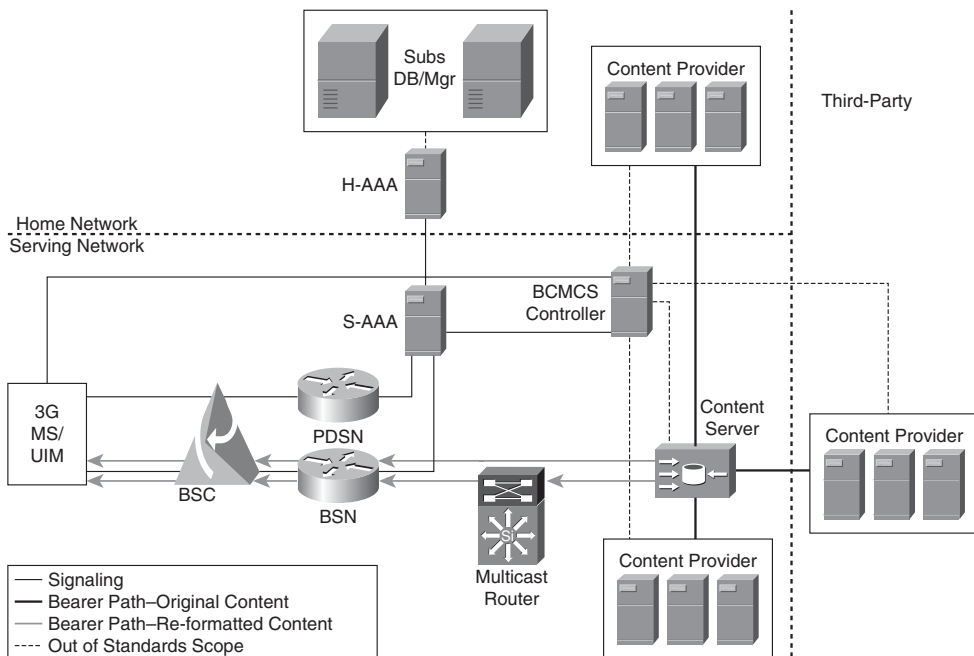 Subs
DB/Mgr
Content Provider
Third-Party
H-AAA
Home Network
Serving Network
BCMCS
Controller
S-AAA
3G
MS/
UIM
PDSN
Content
Server
Content Provider
BSC
BSN
Si
Multicast
Router
Content Provider
Signaling
Bearer Path–Original Content
Bearer Path–Re-formatted Content
Out of Standards Scope